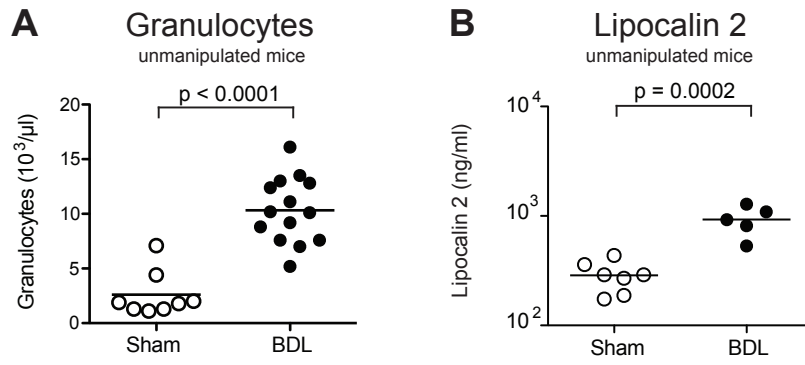 A
Granulocytes
unmanipulated mice
p < 0.0001
Granulocytes (10³/µl)
20
15
10
5
0
Sham
BDL
B
Lipocalin 2
unmanipulated mice
p = 0.0002
Lipocalin 2 (ng/ml)
10⁴
10³
10²
Sham
BDL